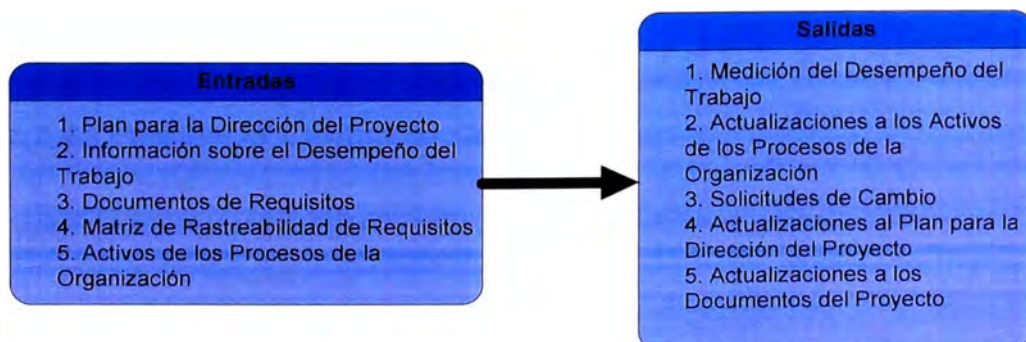 Entradas
1. Plan para la Dirección del Proyecto
2. Información sobre el Desempeño del
Trabajo
3. Documentos de Requisitos
4. Matriz de Rastreabilidad de Requisitos
5. Activos de los Procesos de la
Organización
Salidas
1. Medición del Desempeño del
Trabajo
2. Actualizaciones a los Activos
de los Procesos de la
Organización
3. Solicitudes de Cambio
4. Actualizaciones al Plan para la
Dirección del Proyecto
5. Actualizaciones a los
Documentos del Proyecto